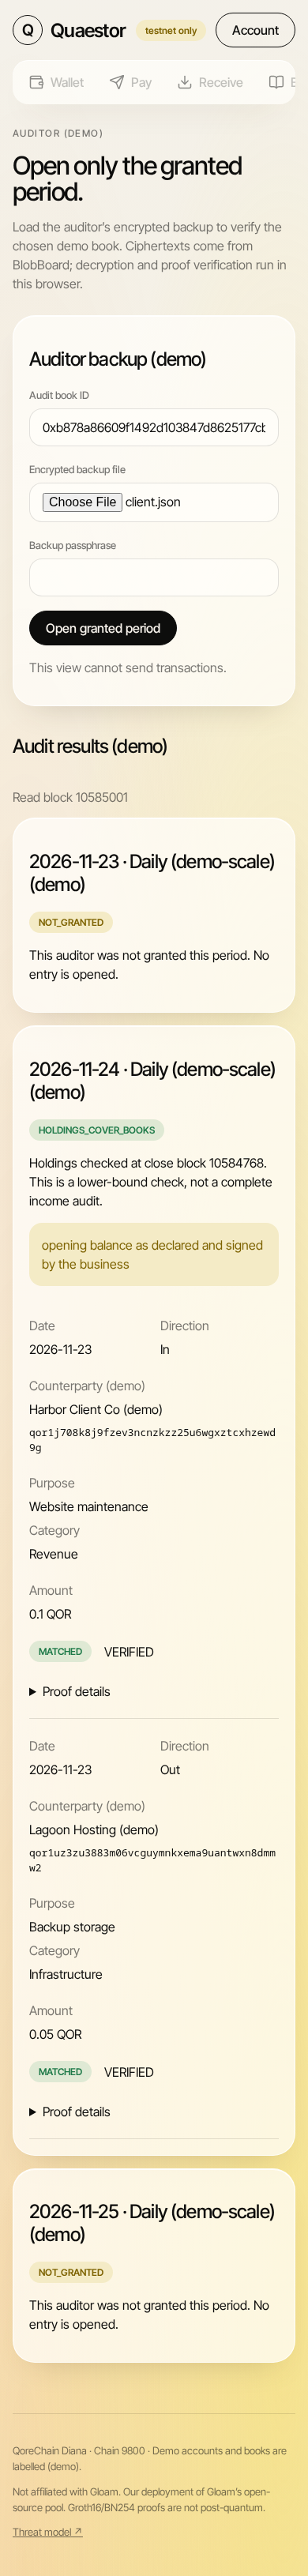 Q Quaestor testnet only Account
Wallet Pay Receive
AUDITOR (DEMO)
Open only the granted
period.
Load the auditor's encrypted backup to verify the
chosen demo book. Ciphertexts come from
BlobBoard; decryption and proof verification run in
this browser.
Auditor backup (demo)
Audit book ID
0xb878a86609f1492d103847d8625177cb
Encrypted backup file
Choose File client.json
Backup passphrase
Open granted period
This view cannot send transactions.
Audit results (demo)
Read block 10585001
2026-11-23 · Daily (demo-scale)
(demo)
NOT_GRANTED
This auditor was not granted this period. No
entry is opened.
2026-11-24 · Daily (demo-scale)
(demo)
HOLDINGS_COVER_BOOKS
Holdings checked at close block 10584768.
This is a lower-bound check, not a complete
income audit.
opening balance as declared and signed
by the business
Date Direction
2026-11-23 In
Counterparty (demo)
Harbor Client Co (demo)
qor1j708k8j9fzev3ncnzkzz25u6wgxztcxhzewd
9g
Purpose
Website maintenance
Category
Revenue
Amount
0.1 QOR
MATCHED VERIFIED
Proof details
Date Direction
2026-11-23 Out
Counterparty (demo)
Lagoon Hosting (demo)
qor1uz3zu3883m06vcguymnkxema9uantwxn8dmm
w2
Purpose
Backup storage
Category
Infrastructure
Amount
0.05 QOR
MATCHED VERIFIED
Proof details
2026-11-25 · Daily (demo-scale)
(demo)
NOT_GRANTED
This auditor was not granted this period. No
entry is opened.
QoreChain Diana · Chain 9800 · Demo accounts and books are
labelled (demo).
Not affiliated with Gloam. Our deployment of Gloam's open-
source pool. Groth16/BN254 proofs are not post-quantum.
Threat model ↗